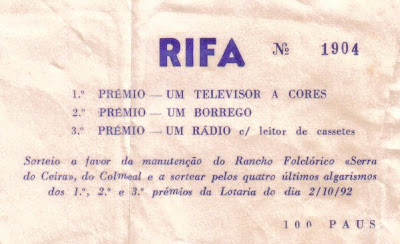 RIFA Nº 1904
1.º PRÉMIO — UM TELEVISOR A CORES
2.º PRÉMIO — UM BORREGO
3.º PRÉMIO — UM RÁDIO c/ leitor de cassetes
Sorteio a favor da manutenção do Rancho Folclórico «Serra
do Ceira», do Colmeal e a sortear pelos quatro últimos algarismos
dos 1.º, 2.º e 3.º prémios da Lotaria do dia 2/10/92
100 PAUS